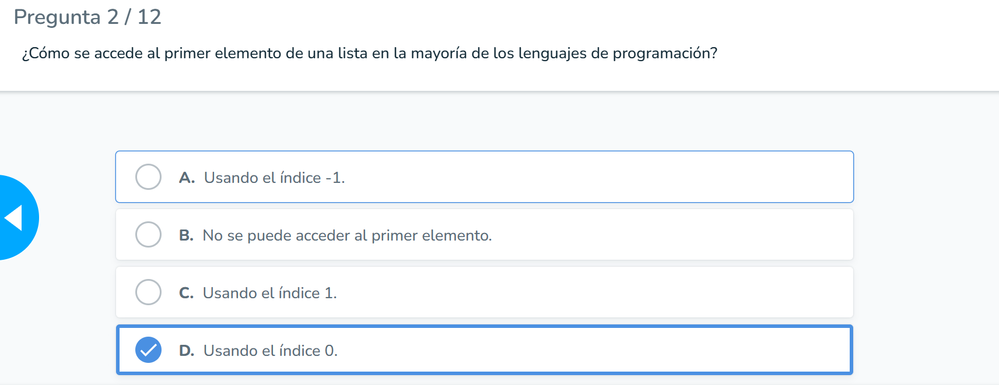 Pregunta 2 / 12
¿Cómo se accede al primer elemento de una lista en la mayoría de los lenguajes de programación?
A. Usando el índice -1.
B. No se puede acceder al primer elemento.
C. Usando el índice 1.
D. Usando el índice 0.